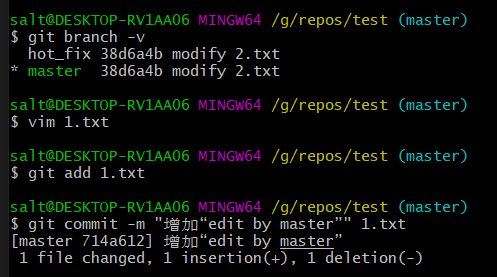 salt@DESKTOP-RV1AA06 MINGW64 /g/repos/test (master)
$ git branch -v
  hot_fix 38d6a4b modify 2.txt
* master  38d6a4b modify 2.txt
salt@DESKTOP-RV1AA06 MINGW64 /g/repos/test (master)
$ vim 1.txt
salt@DESKTOP-RV1AA06 MINGW64 /g/repos/test (master)
$ git add 1.txt
salt@DESKTOP-RV1AA06 MINGW64 /g/repos/test (master)
$ git commit -m "增加“edit by master”" 1.txt
[master 714a612] 增加“edit by master”
 1 file changed, 1 insertion(+), 1 deletion(-)